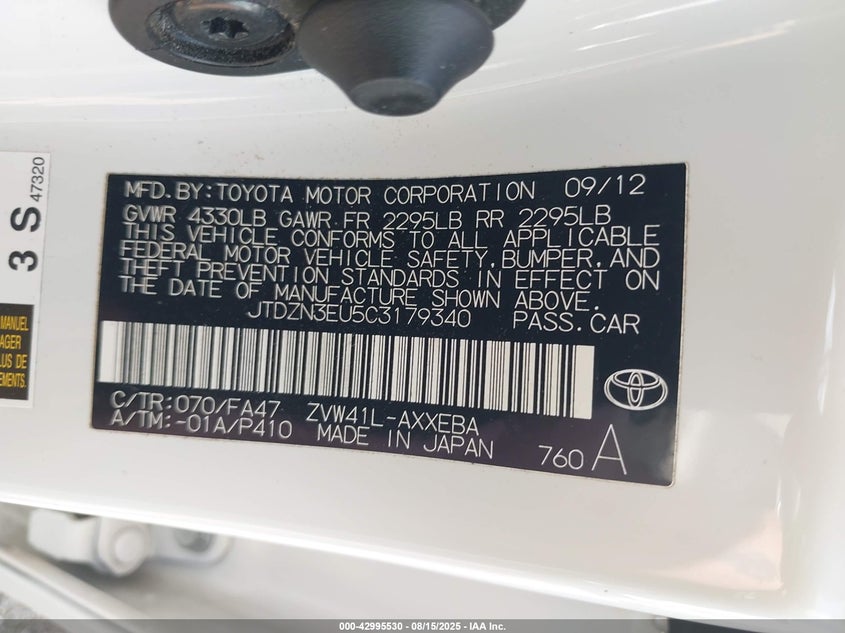 3 S
47320
MANUEL
AGER
LUS DE
EMENTS.
MFD. BY: TOYOTA MOTOR CORPORATION 09/12
GVWR 4330LB GAWR FR 2295LB RR 2295LB
THIS VEHICLE CONFORMS TO ALL APPLICABLE
FEDERAL MOTOR VEHICLE SAFETY, BUMPER, AND
THEFT PREVENTION STANDARDS IN EFFECT ON
THE DATE OF MANUFACTURE SHOWN ABOVE.
JTDZN3EU5C3179340 PASS. CAR
C/TR: 070/FA47 ZVW41L-AXXEBA
A/TM: -01A/P410 MADE IN JAPAN
760 A
000-42995530 - 08/15/2025 - IAA Inc.